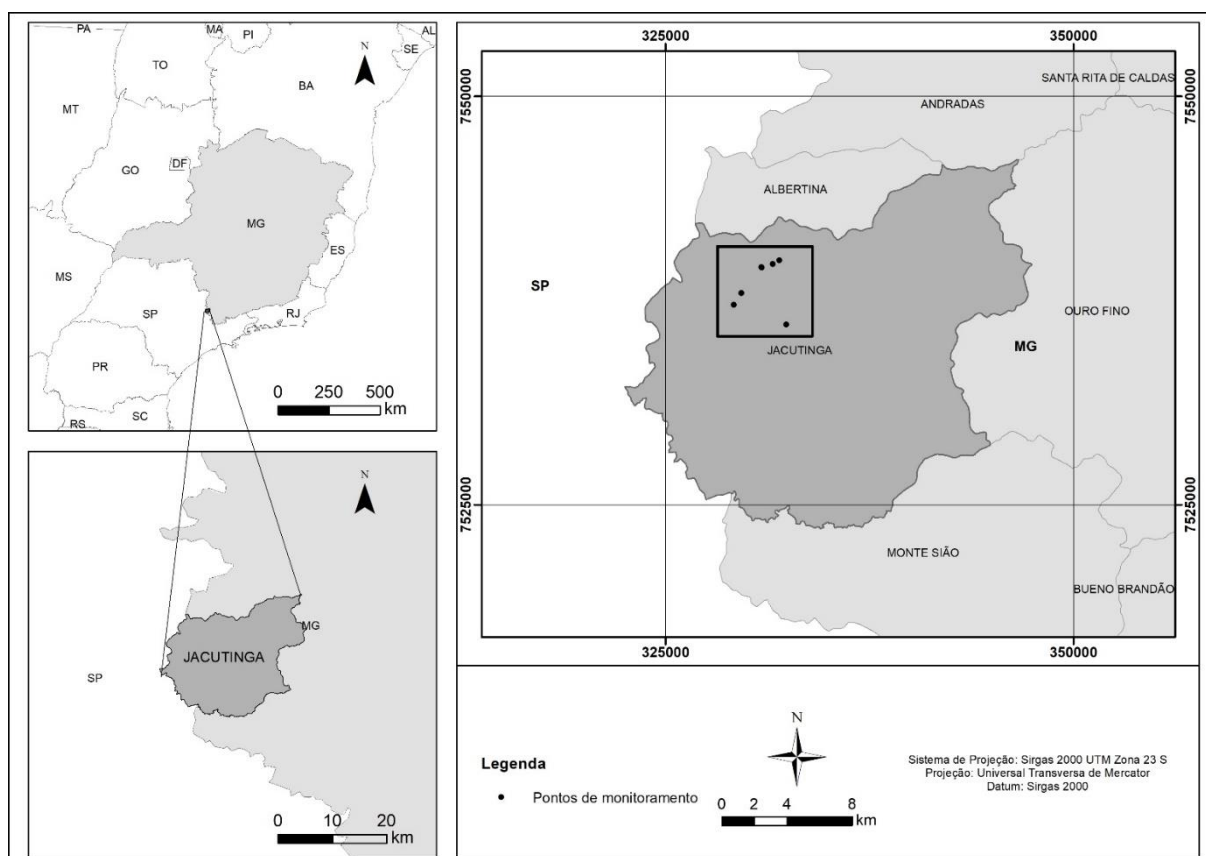 PA
MA
PI
AL
SE
TO
N
BA
MT
GO
DF
MG
ES
MS
SP
RJ
PR
SC
RS
0 250 500
km
N
MG
JACUTINGA
SP
0 10 20
km
325000 350000
7550000 7550000
SANTA RITA DE CALDAS
ANDRADAS
ALBERTINA
SP
OURO FINO
MG
JACUTINGA
7525000 7525000
MONTE SIÃO
BUENO BRANDÃO
325000 350000
Legenda
Pontos de monitoramento
N
0 2 4 8
km
Sistema de Projeção: Sirgas 2000 UTM Zona 23 S
Projeção: Universal Transversa de Mercator
Datum: Sirgas 2000